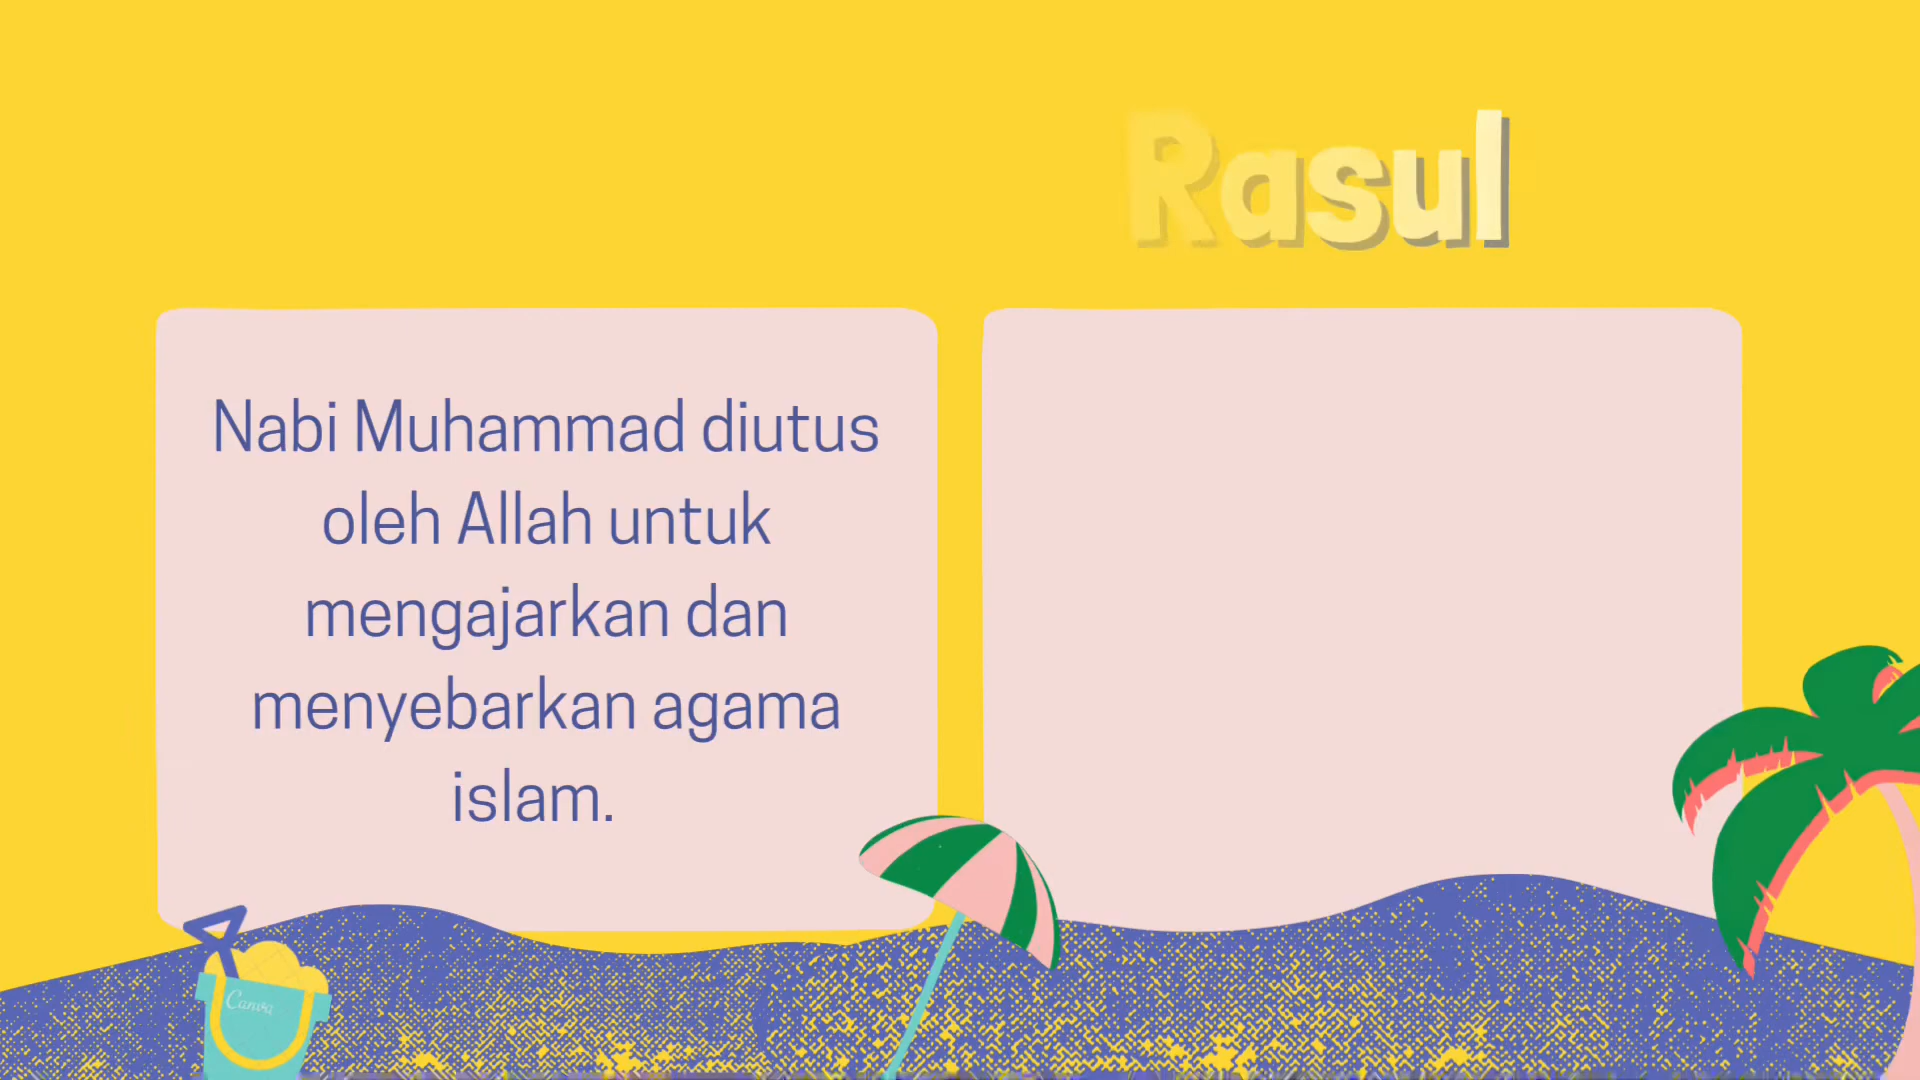 Rasul
Nabi Muhammad diutus
oleh Allah untuk
mengajarkan dan
menyebarkan agama
islam.
Canva